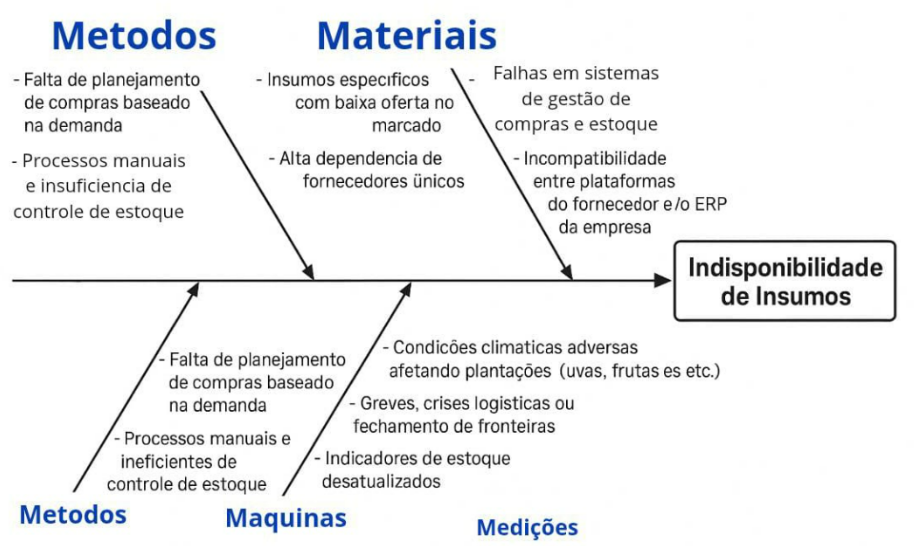 Metodos
- Falta de planejamento
de compras baseado
na demanda
- Processos manuais
e insuficiencia de
controle de estoque
Materiais
- Insumos especificos
com baixa oferta no
marcado
- Alta dependencia de
fornecedores ünicos
- Falhas em sistemas
de gestão de
compras e estoque
- Incompatibilidade
entre plataformas
do fornecedor e/o ERP
da empresa
Indisponibilidade
de Insumos
- Falta de planejamento
de compras baseado
na demanda
- Processos manuais e
ineficientes de
controle de estoque
Metodos
- Condicões climaticas adversas
afetando plantações (uvas, frutas es etc.)
- Greves, crises logisticas ou
fechamento de fronteiras
- Indicadores de estoque
desatualizados
Maquinas
Medições